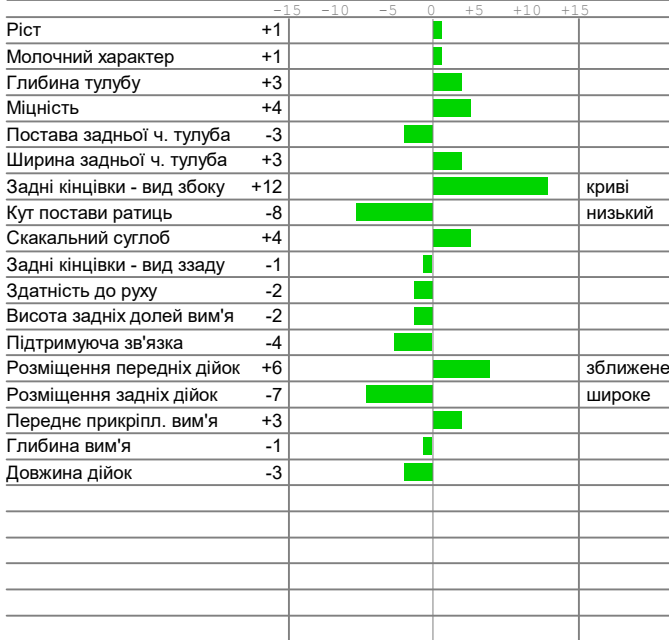 -15 -10 -5 0 +5 +10 +15
Ріст +1
Молочний характер +1
Глибина тулубу +3
Міцність +4
Постава задньої ч. тулуба -3
Ширина задньої ч. тулуба +3
Задні кінцівки - вид збоку +12 криві
Кут постави ратиць -8 низький
Скакальний суглоб +4
Задні кінцівки - вид ззаду -1
Здатність до руху -2
Висота задніх долей вим'я -2
Підтримуюча зв'язка -4
Розміщення передніх дійок +6 зближене
Розміщення задніх дійок -7 широке
Переднє прикріпл. вим'я +3
Глибина вим'я -1
Довжина дійок -3